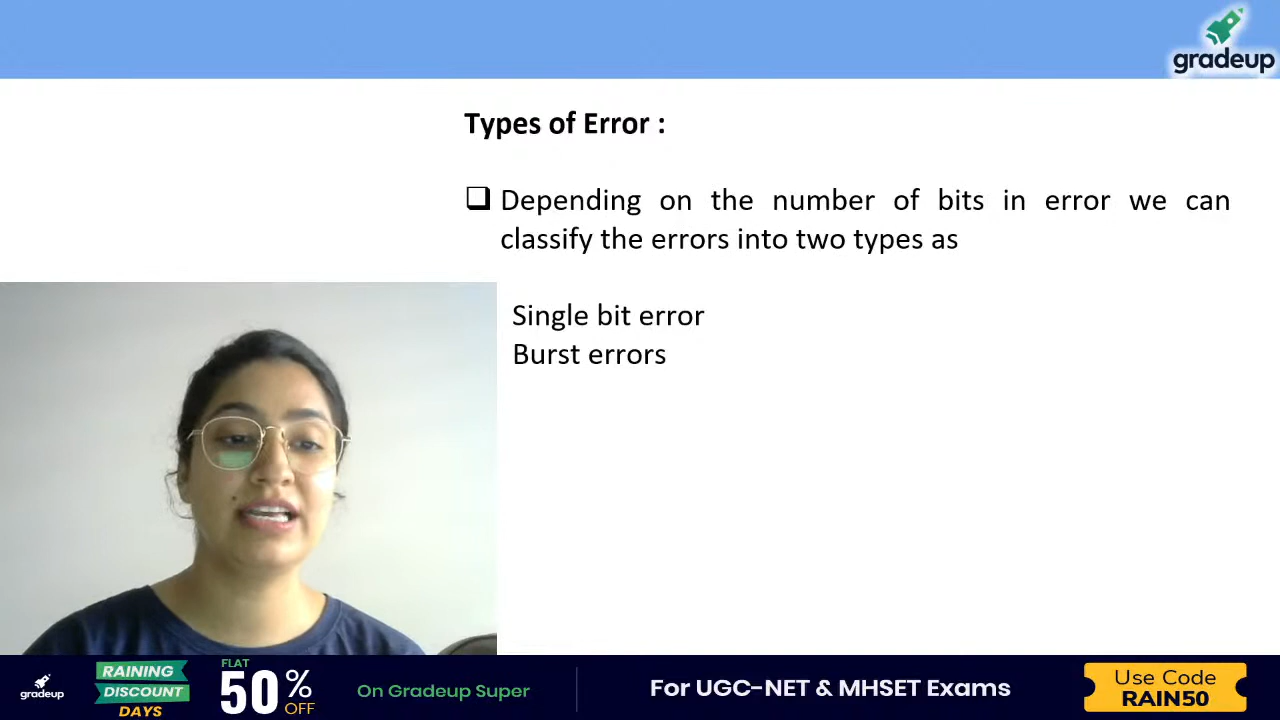 gradeup
Types of Error :
Depending on the number of bits in error we can
classify the errors into two types as
Single bit error
Burst errors
gradeup
RAINING
DISCOUNT
DAYS
FLAT
50%
OFF
On Gradeup Super
For UGC-NET & MHSET Exams
Use Code
RAIN50